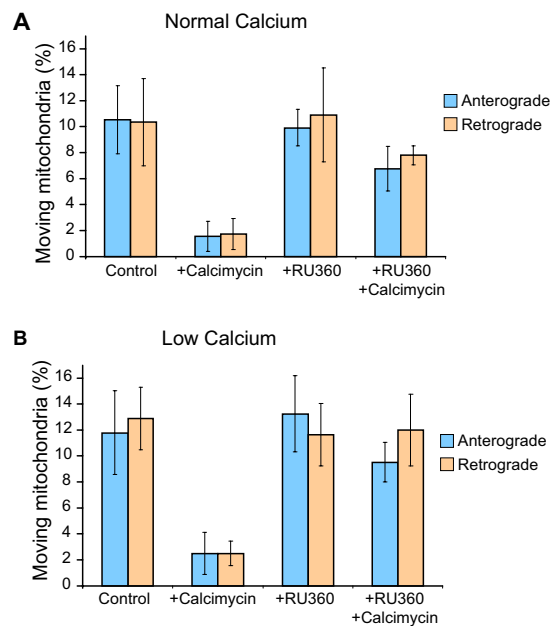 A
Normal Calcium
Moving mitochondria (%)
16
14
12
10
8
6
4
2
0
Control
+Calcimycin
+RU360
+RU360
+Calcimycin
Anterograde
Retrograde
B
Low Calcium
Moving mitochondria (%)
16
14
12
10
8
6
4
2
0
Control
+Calcimycin
+RU360
+RU360
+Calcimycin
Anterograde
Retrograde